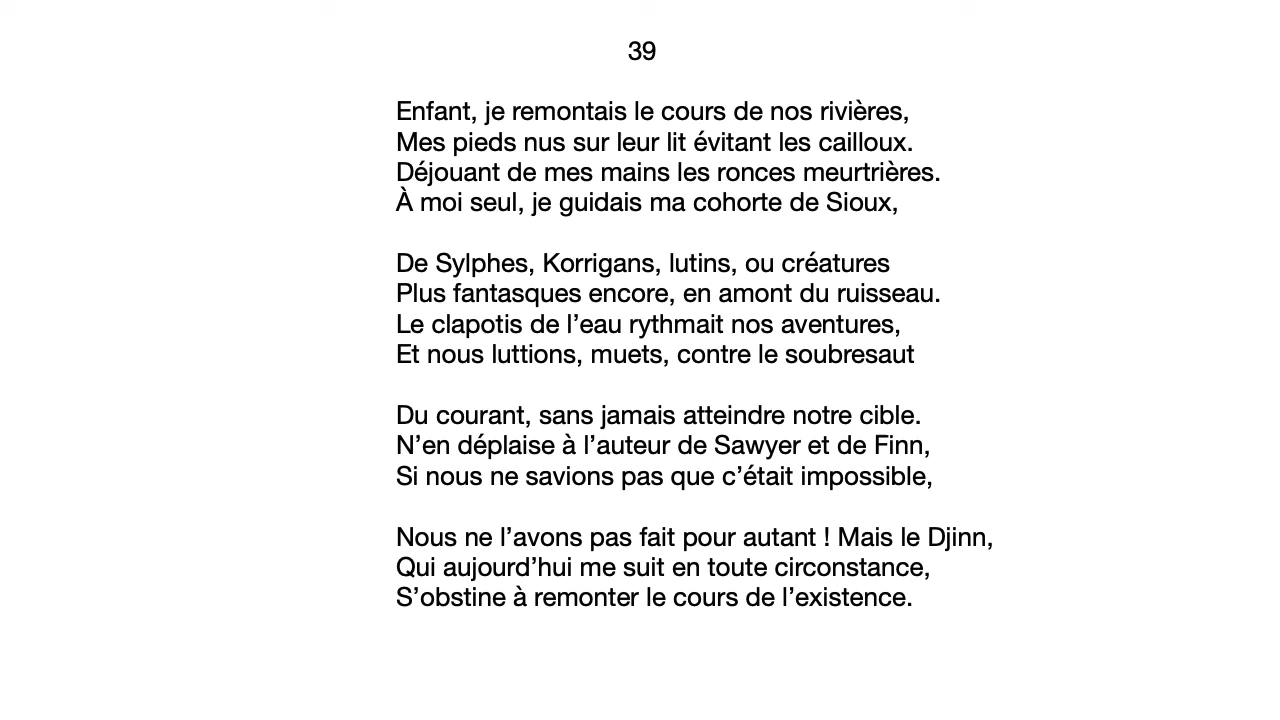 39
Enfant, je remontais le cours de nos rivières,
Mes pieds nus sur leur lit évitant les cailloux.
Déjouant de mes mains les ronces meurtrières.
À moi seul, je guidais ma cohorte de Sioux,
De Sylphes, Korrigans, lutins, ou créatures
Plus fantasques encore, en amont du ruisseau.
Le clapotis de l’eau rythmait nos aventures,
Et nous luttions, muets, contre le soubresaut
Du courant, sans jamais atteindre notre cible.
N’en déplaise à l’auteur de Sawyer et de Finn,
Si nous ne savions pas que c’était impossible,
Nous ne l’avons pas fait pour autant ! Mais le Djinn,
Qui aujourd’hui me suit en toute circonstance,
S’obstine à remonter le cours de l’existence.